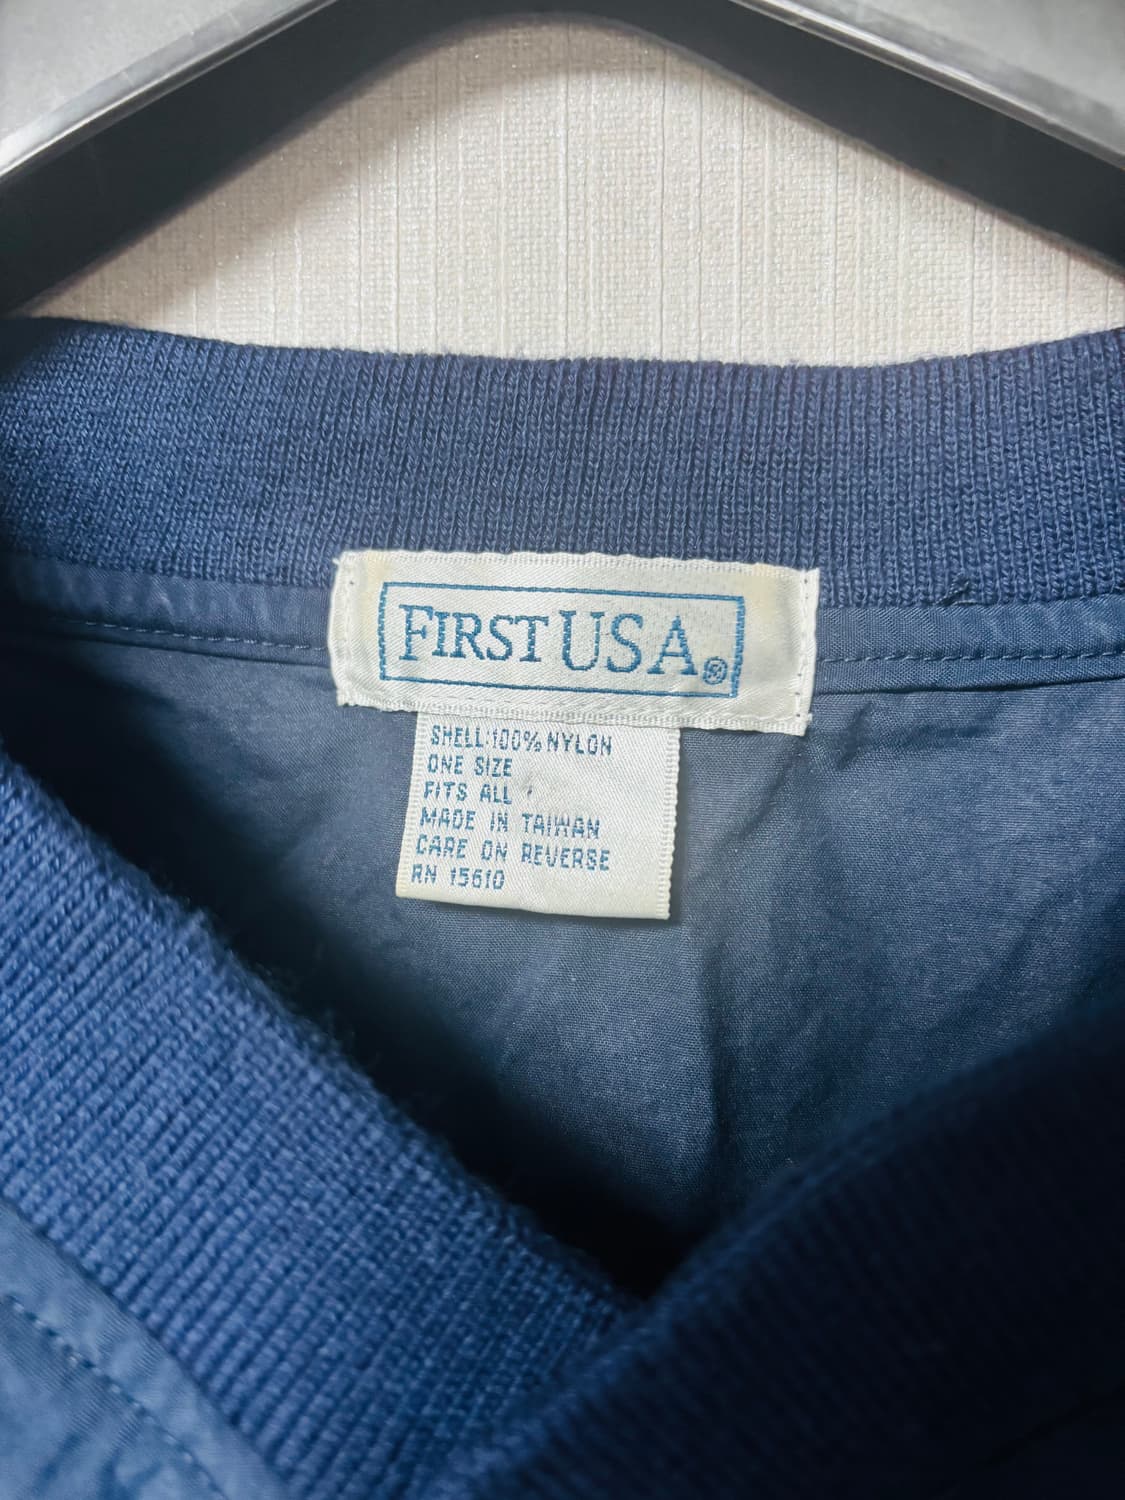 FIRST USA®
SHELL:100% NYLON
ONE SIZE
FITS ALL
MADE IN TAIWAN
CARE ON REVERSE
RN 15610